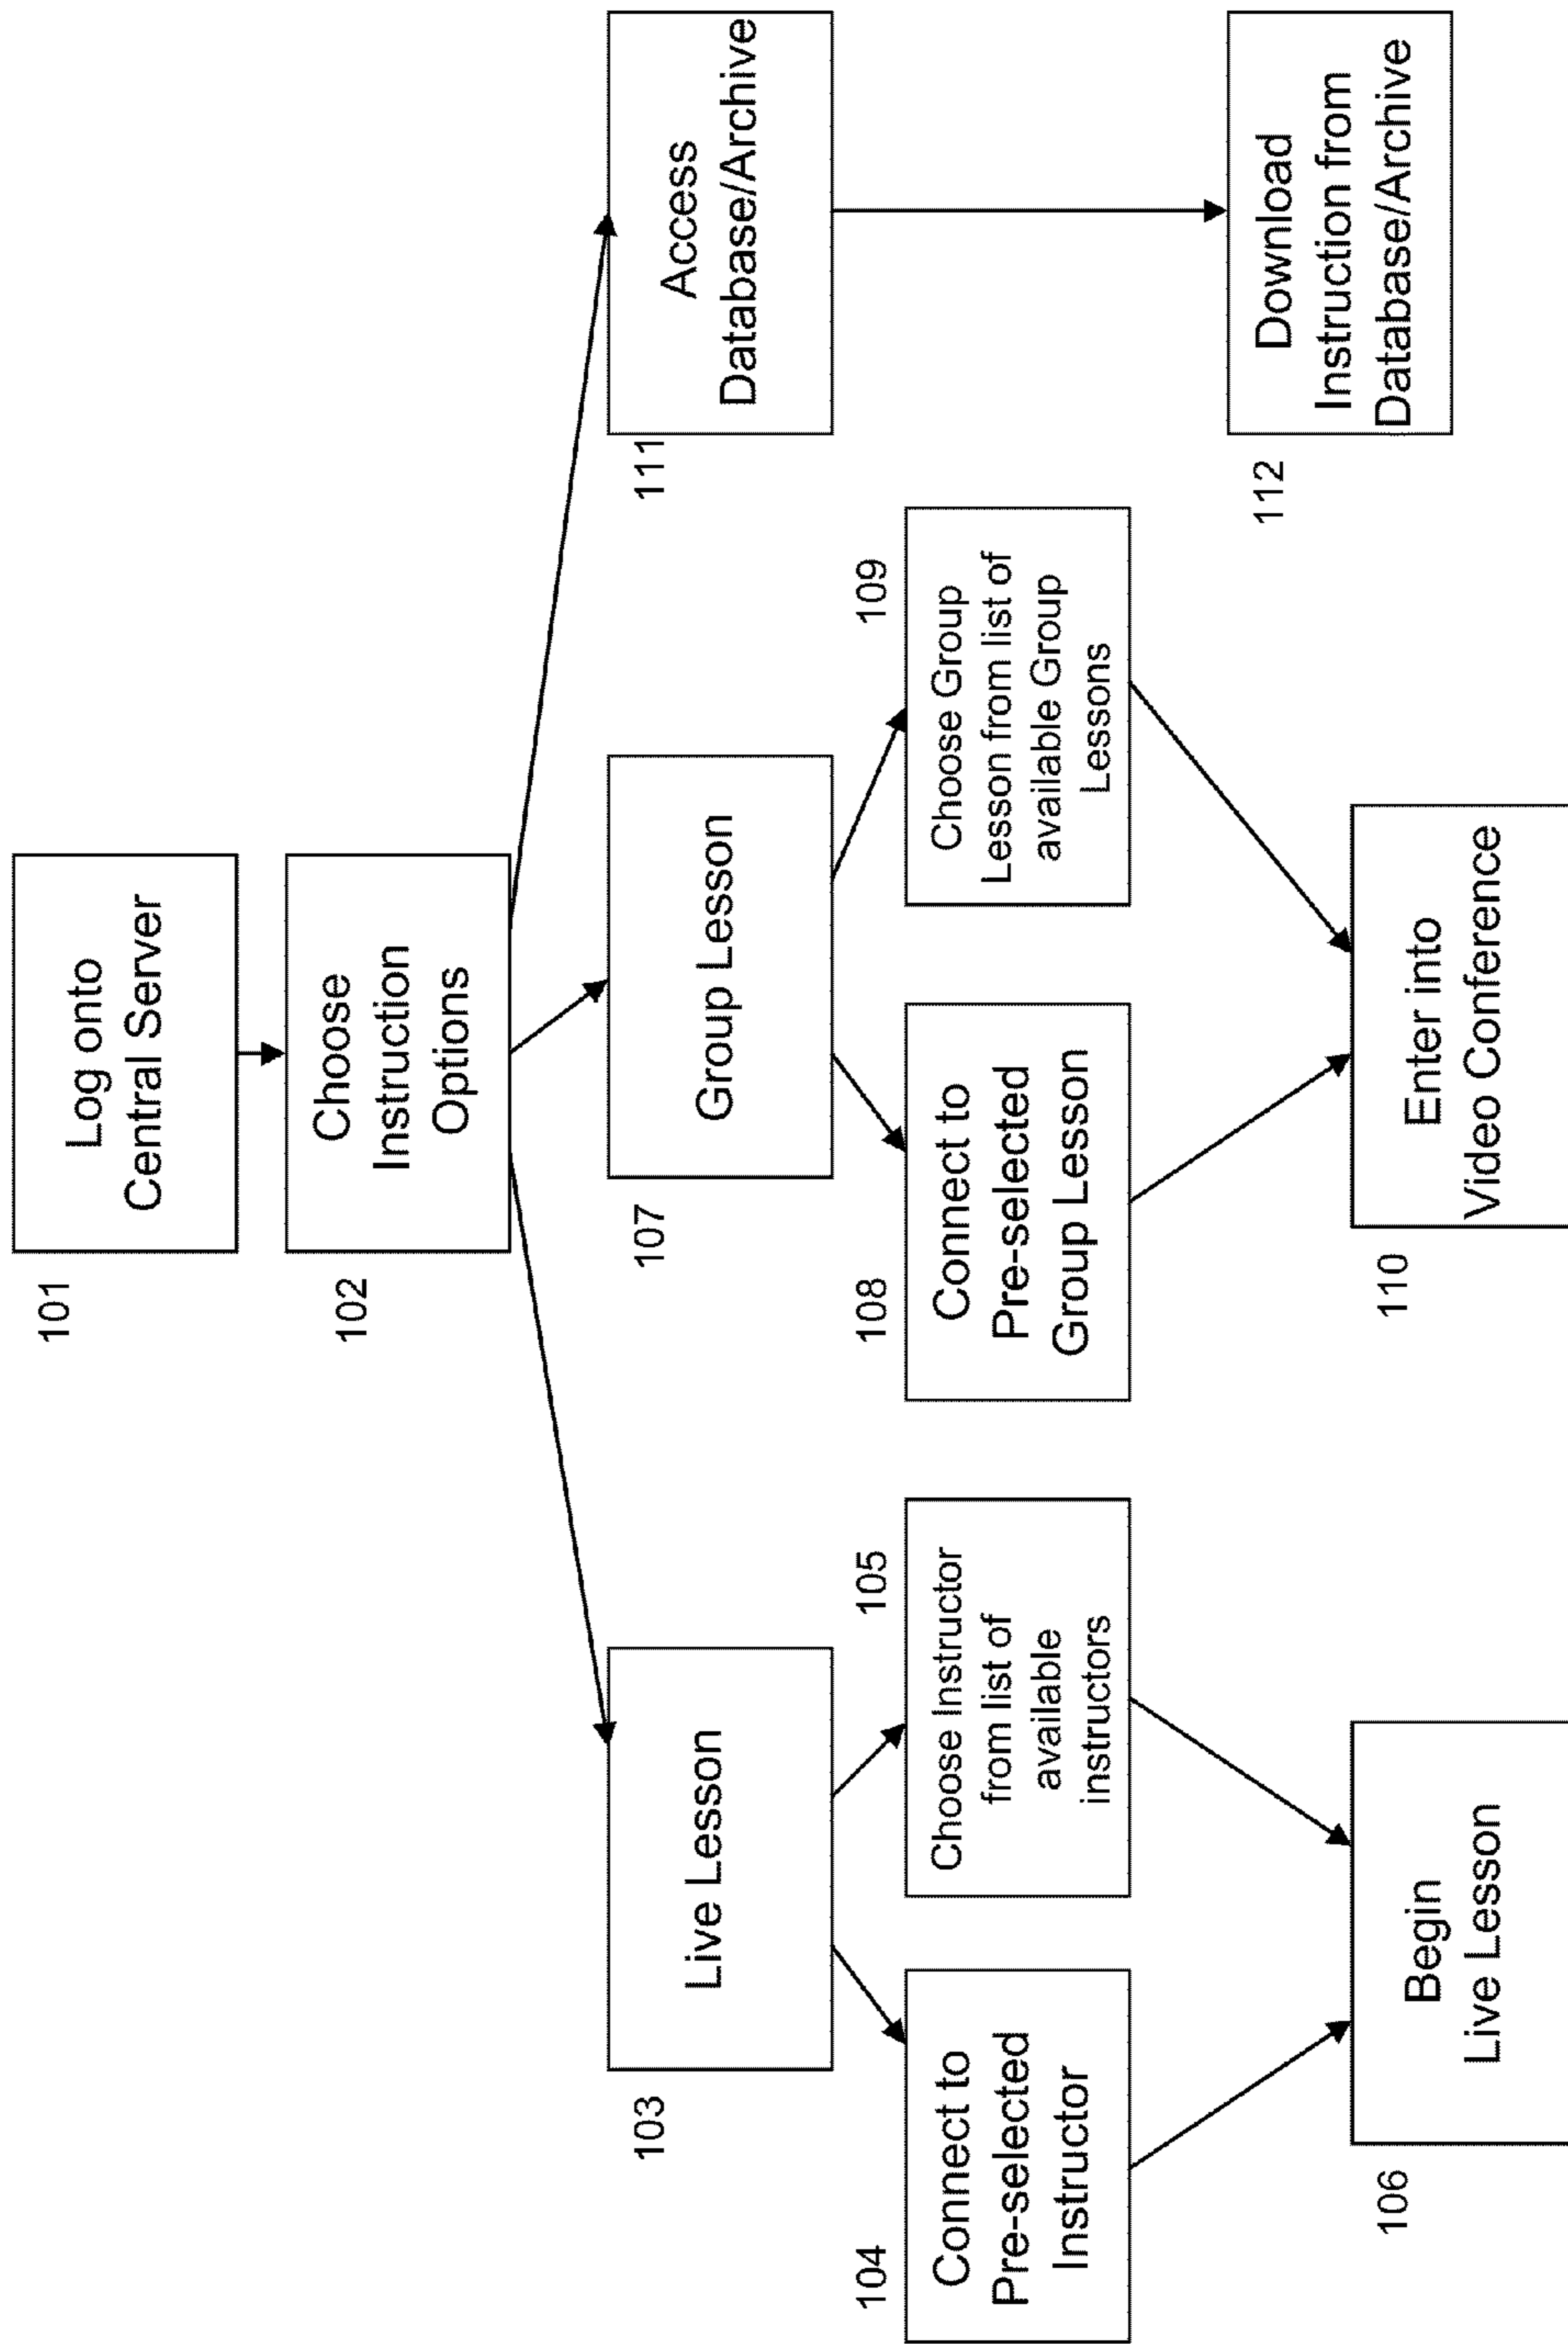 101
Log onto
Central Server
102
Choose
Instruction
Options
103
Live Lesson
107
Group Lesson
111
Access
Database/Archive
104
Connect to
Pre-selected
Instructor
105
Choose Instructor
from list of
available
instructors
108
Connect to
Pre-selected
Group Lesson
109
Choose Group
Lesson from list of
available Group
Lessons
106
Begin
Live Lesson
110
Enter into
Video Conference
112
Download
Instruction from
Database/Archive